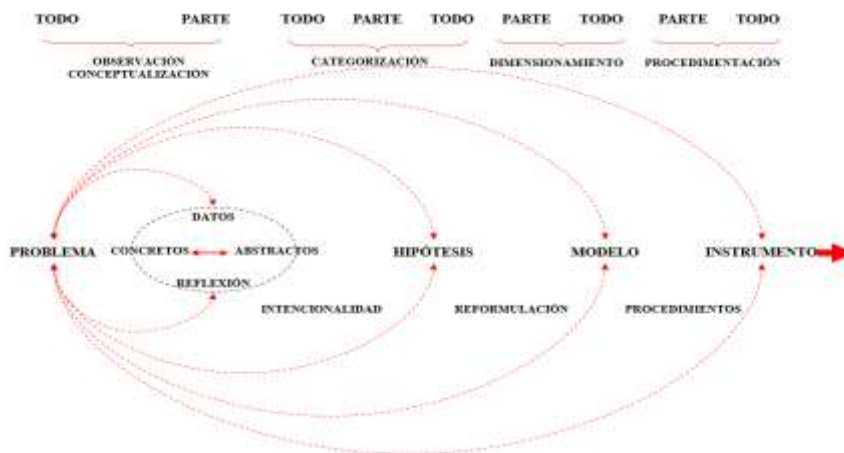 TODO PARTE TODO PARTE TODO PARTE TODO PARTE TODO
OBSERVACIÓN
CONCEPTUALIZACIÓN
CATEGORIZACIÓN
DIMENSIONAMIENTO
PROCEDIMENTACIÓN
DATOS
PROBLEMA CONCRETOS ABSTRACTOS HIPÓTESIS MODELO INSTRUMENTO
REFLEXIÓN
INTENCIONALIDAD REFORMULACIÓN PROCEDIMIENTOS